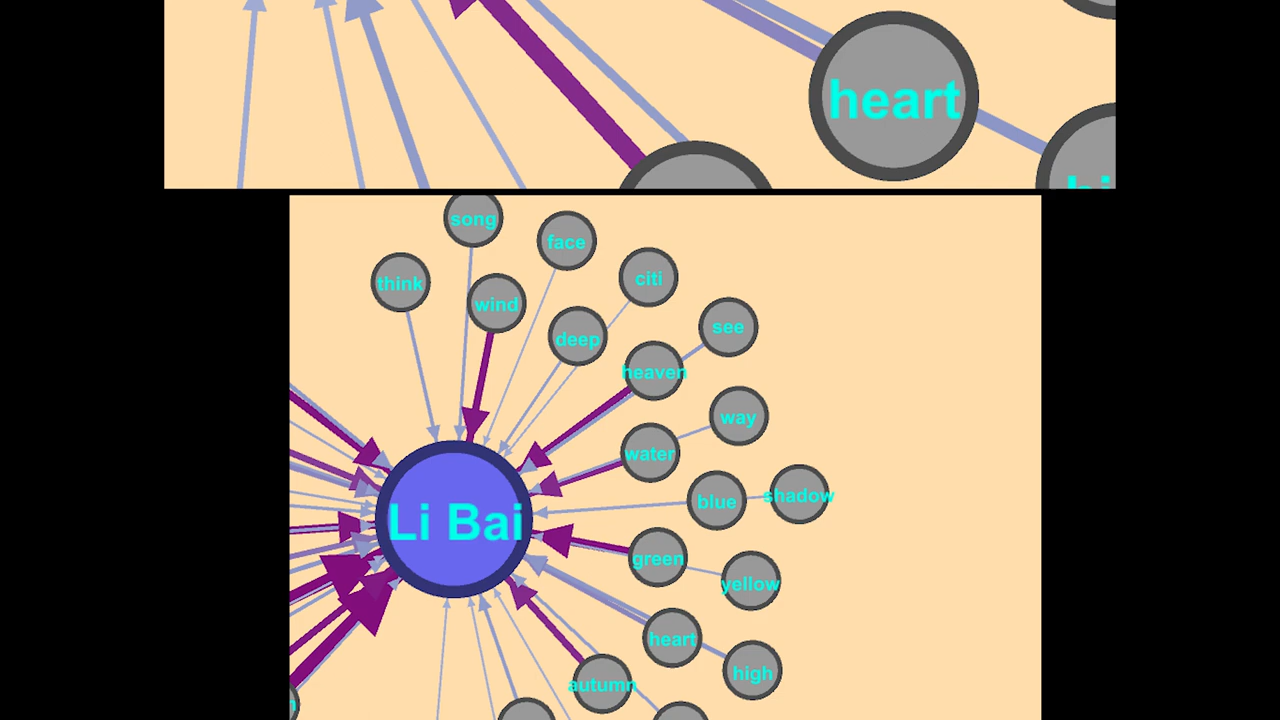 heart
song
face
think
citi
wind
see
deep
heaven
way
water
blue
shadow
Li Bai
green
yellow
heart
high
autumn